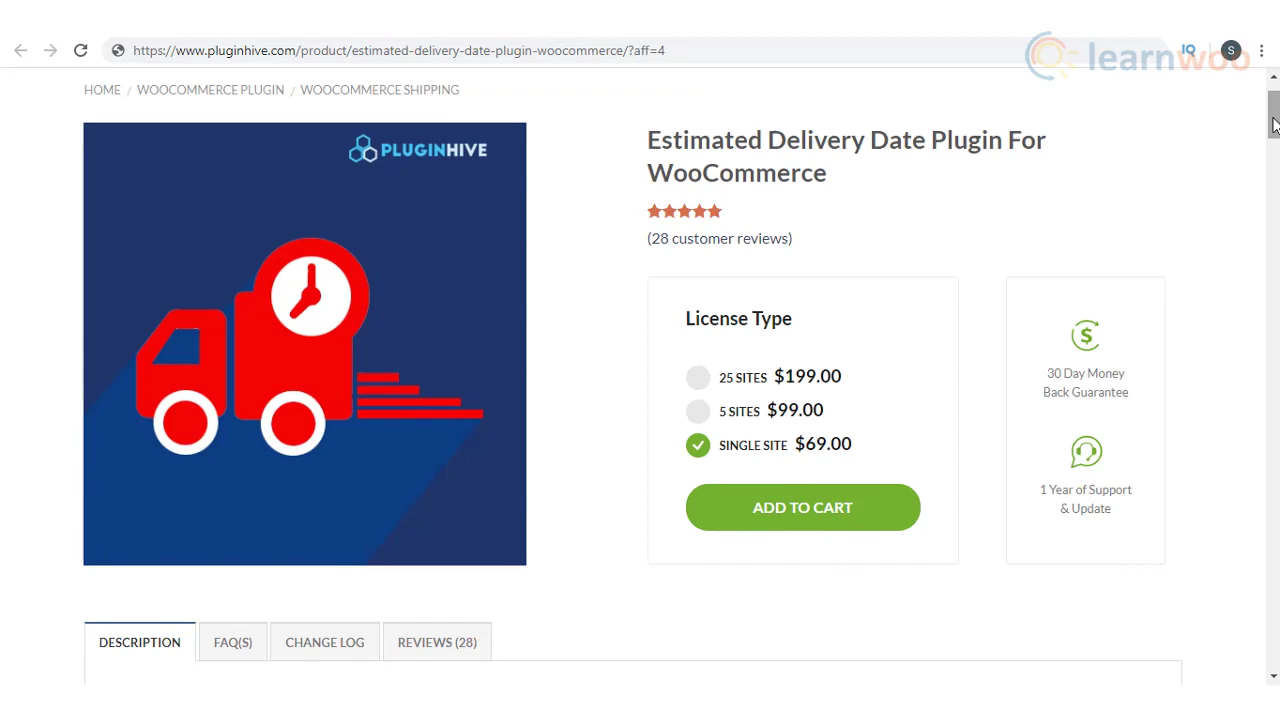 https://www.pluginhive.com/product/estimated-delivery-date-plugin-woocommerce/?aff=4
IQ
S
learnwoo
HOME / WOOCOMMERCE PLUGIN / WOOCOMMERCE SHIPPING
PLUGINHIVE
Estimated Delivery Date Plugin For
WooCommerce
(28 customer reviews)
License Type
25 SITES $199.00
5 SITES $99.00
SINGLE SITE $69.00
ADD TO CART
$
30 Day Money
Back Guarantee
1 Year of Support
& Update
DESCRIPTION
FAQ(S)
CHANGE LOG
REVIEWS (28)